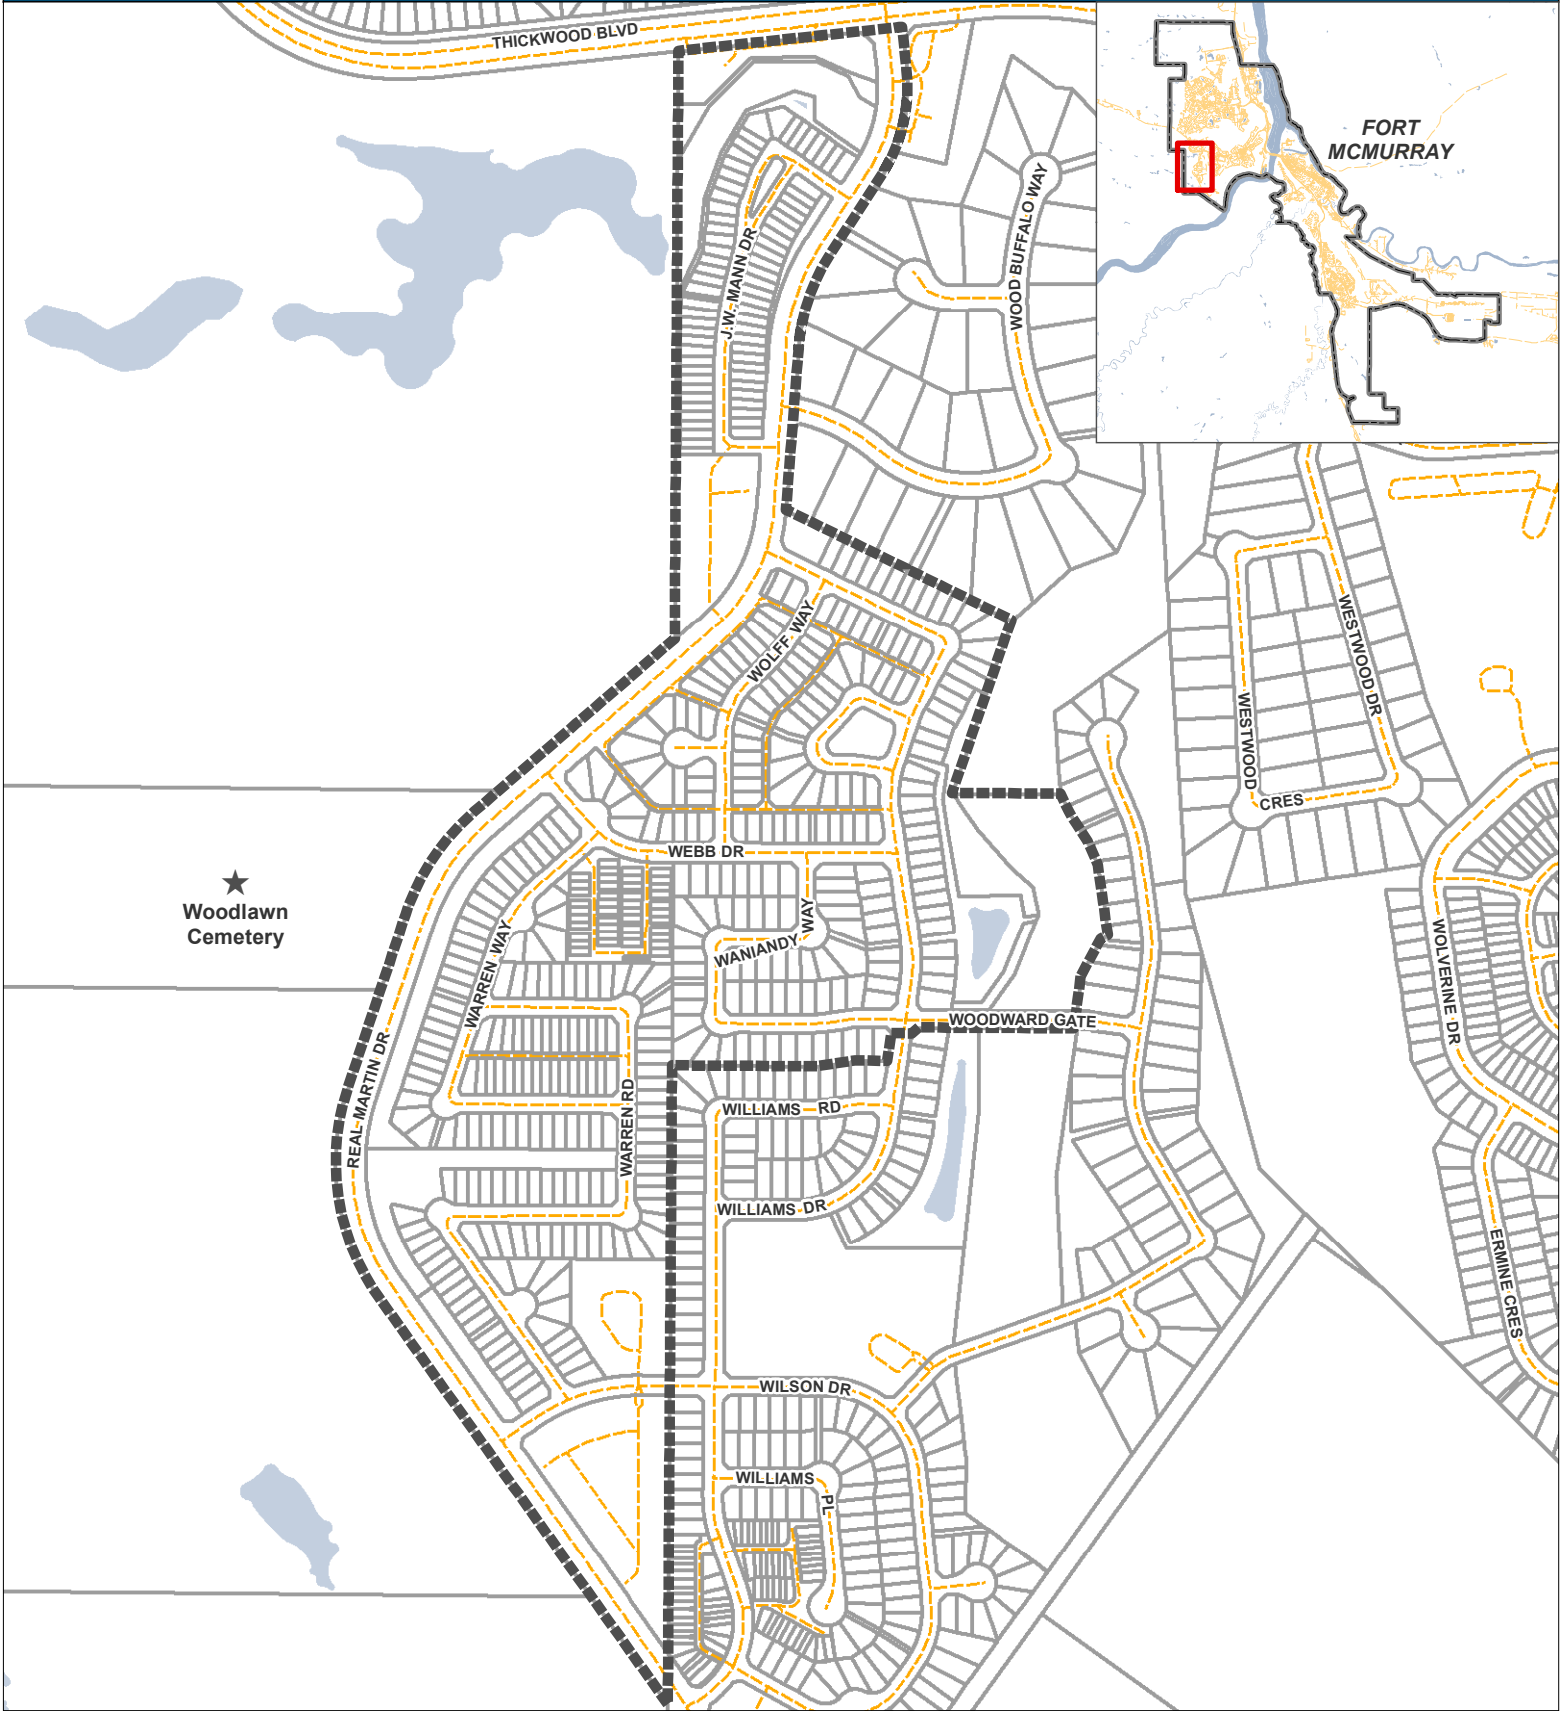 THICKWOOD BLVD
FORT
MCMURRAY
WOOD BUFFALO WAY
J.W. MANN DR
WOLFF WAY
WESTWOOD DR
WESTWOOD
CRES
WEBB DR
Woodlawn
Cemetery
WARREN WAY
WANIANDY WAY
WOLVERINE DR
WOODWARD GATE
REAL MARTIN DR
WARREN RD
WILLIAMS RD
WILLIAMS DR
ERMINE CRES
WILSON DR
WILLIAMS
PL